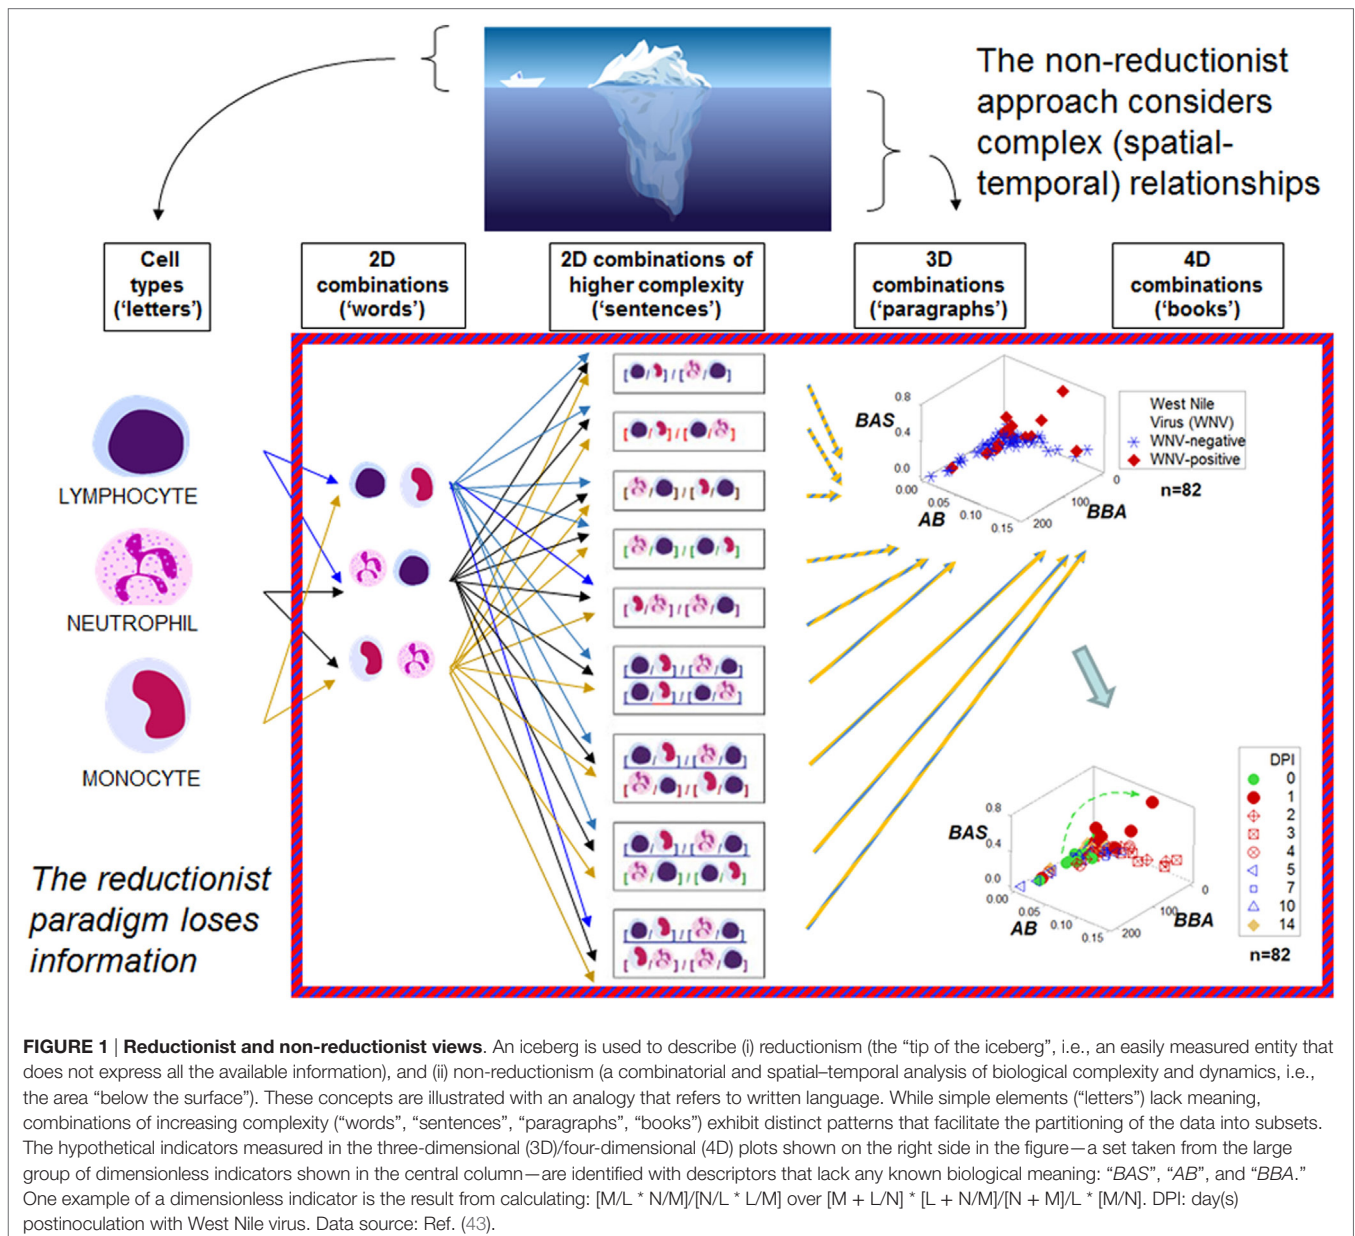 The non-reductionist
approach considers
complex (spatial-
temporal) relationships
Cell
types
(‘letters’)
2D
combinations
(‘words’)
2D combinations of
higher complexity
(‘sentences’)
3D
combinations
(‘paragraphs’)
4D
combinations
(‘books’)
LYMPHOCYTE
NEUTROPHIL
MONOCYTE
The reductionist
paradigm loses
information
[ / ] / [ / ]
[ / ] / [ / ]
[ / ] / [ / ]
[ / ] / [ / ]
[ / ] / [ / ]
[ / ] / [ / ]
[ / ] / [ / ]
[ / ] / [ / ]
[ / ] / [ / ]
[ / ] / [ / ]
[ / ] / [ / ]
[ / ] / [ / ]
[ / ] / [ / ]
BAS
0.8
0.4
0.0
0.00
0.05
0.10
0.15
AB
200
100
0
BBA
West Nile
Virus (WNV)
WNV-negative
WNV-positive
n=82
BAS
0.8
0.4
0.0
0.00
0.05
0.10
0.15
AB
200
100
0
BBA
DPI
0
1
2
3
4
5
7
10
14
n=82
FIGURE 1 | Reductionist and non-reductionist views. An iceberg is used to describe (i) reductionism (the “tip of the iceberg”, i.e., an easily measured entity that
does not express all the available information), and (ii) non-reductionism (a combinatorial and spatial–temporal analysis of biological complexity and dynamics, i.e.,
the area “below the surface”). These concepts are illustrated with an analogy that refers to written language. While simple elements (“letters”) lack meaning,
combinations of increasing complexity (“words”, “sentences”, “paragraphs”, “books”) exhibit distinct patterns that facilitate the partitioning of the data into subsets.
The hypothetical indicators measured in the three-dimensional (3D)/four-dimensional (4D) plots shown on the right side in the figure—a set taken from the large
group of dimensionless indicators shown in the central column—are identified with descriptors that lack any known biological meaning: “BAS”, “AB”, and “BBA.”
One example of a dimensionless indicator is the result from calculating: [M/L * N/M]/[N/L * L/M] over [M + L/N] * [L + N/M]/[N + M]/L * [M/N]. DPI: day(s)
postinoculation with West Nile virus. Data source: Ref. (43).